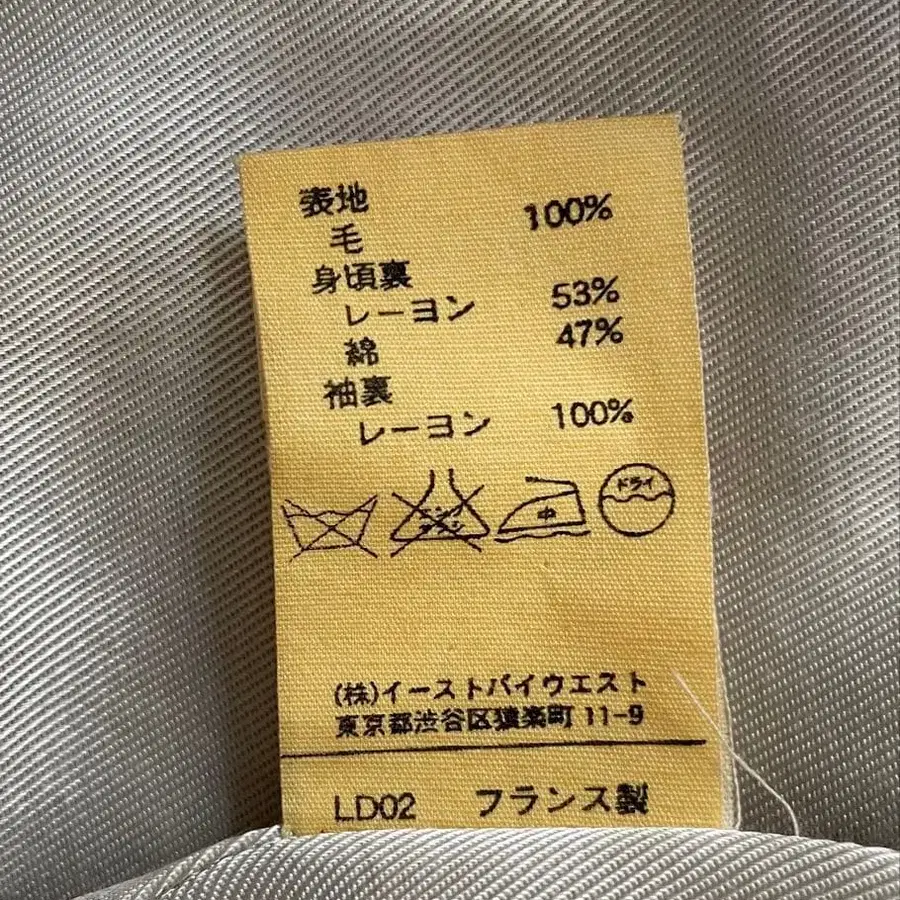 表地
毛 100%
身頃裏
レーヨン 53%
綿 47%
袖裏
レーヨン 100%
中
ドライ
(株)イーストバイウエスト
東京都渋谷区猿楽町 11-9
LD02 フランス製